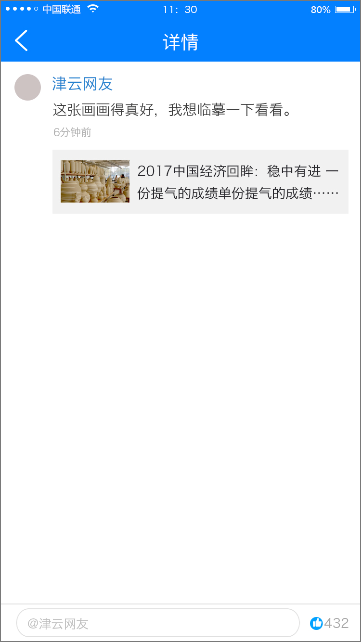 中国联通 11：30 80%
详情
津云网友
这张画画得真好，我想临摹一下看看。
6分钟前
2017中国经济回眸：稳中有进 一
份提气的成绩单份提气的成绩……
@津云网友 432